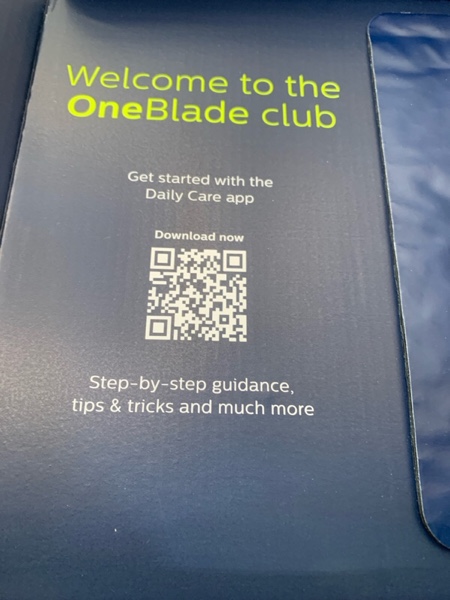 Welcome to the
OneBlade club
Get started with the
Daily Care app
Download now
Step-by-step guidance,
tips & tricks and much more